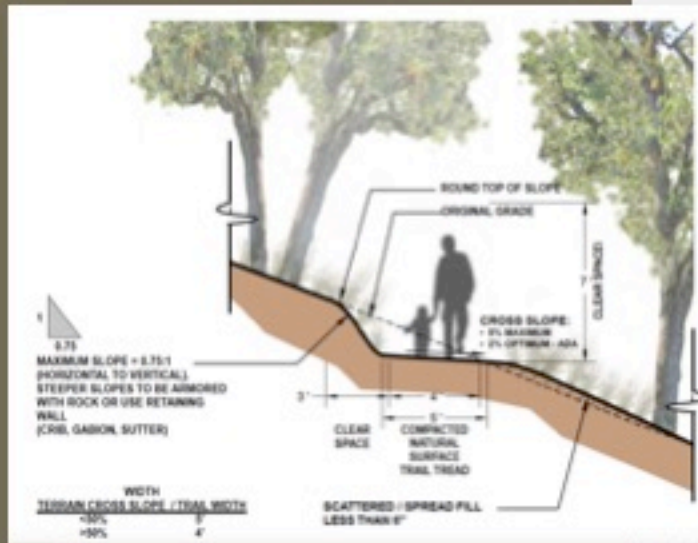 ROUND TOP OF SLOPE
ORIGINAL GRADE
7'
CLEAR SPACE
CROSS SLOPE:
• 5% MAXIMUM
• 2% OPTIMUM - ADA
1
0.75
MAXIMUM SLOPE = 0.75:1
(HORIZONTAL TO VERTICAL).
STEEPER SLOPES TO BE ARMORED
WITH ROCK OR USE RETAINING
WALL
(CRIB, GABION, SUTTER)
3'
4'
5'
CLEAR
SPACE
COMPACTED
NATURAL
SURFACE
TRAIL TREAD
WIDTH
TERRAIN CROSS SLOPE / TRAIL WIDTH
<50% 5'
>50% 4'
SCATTERED / SPREAD FILL
LESS THAN 6"